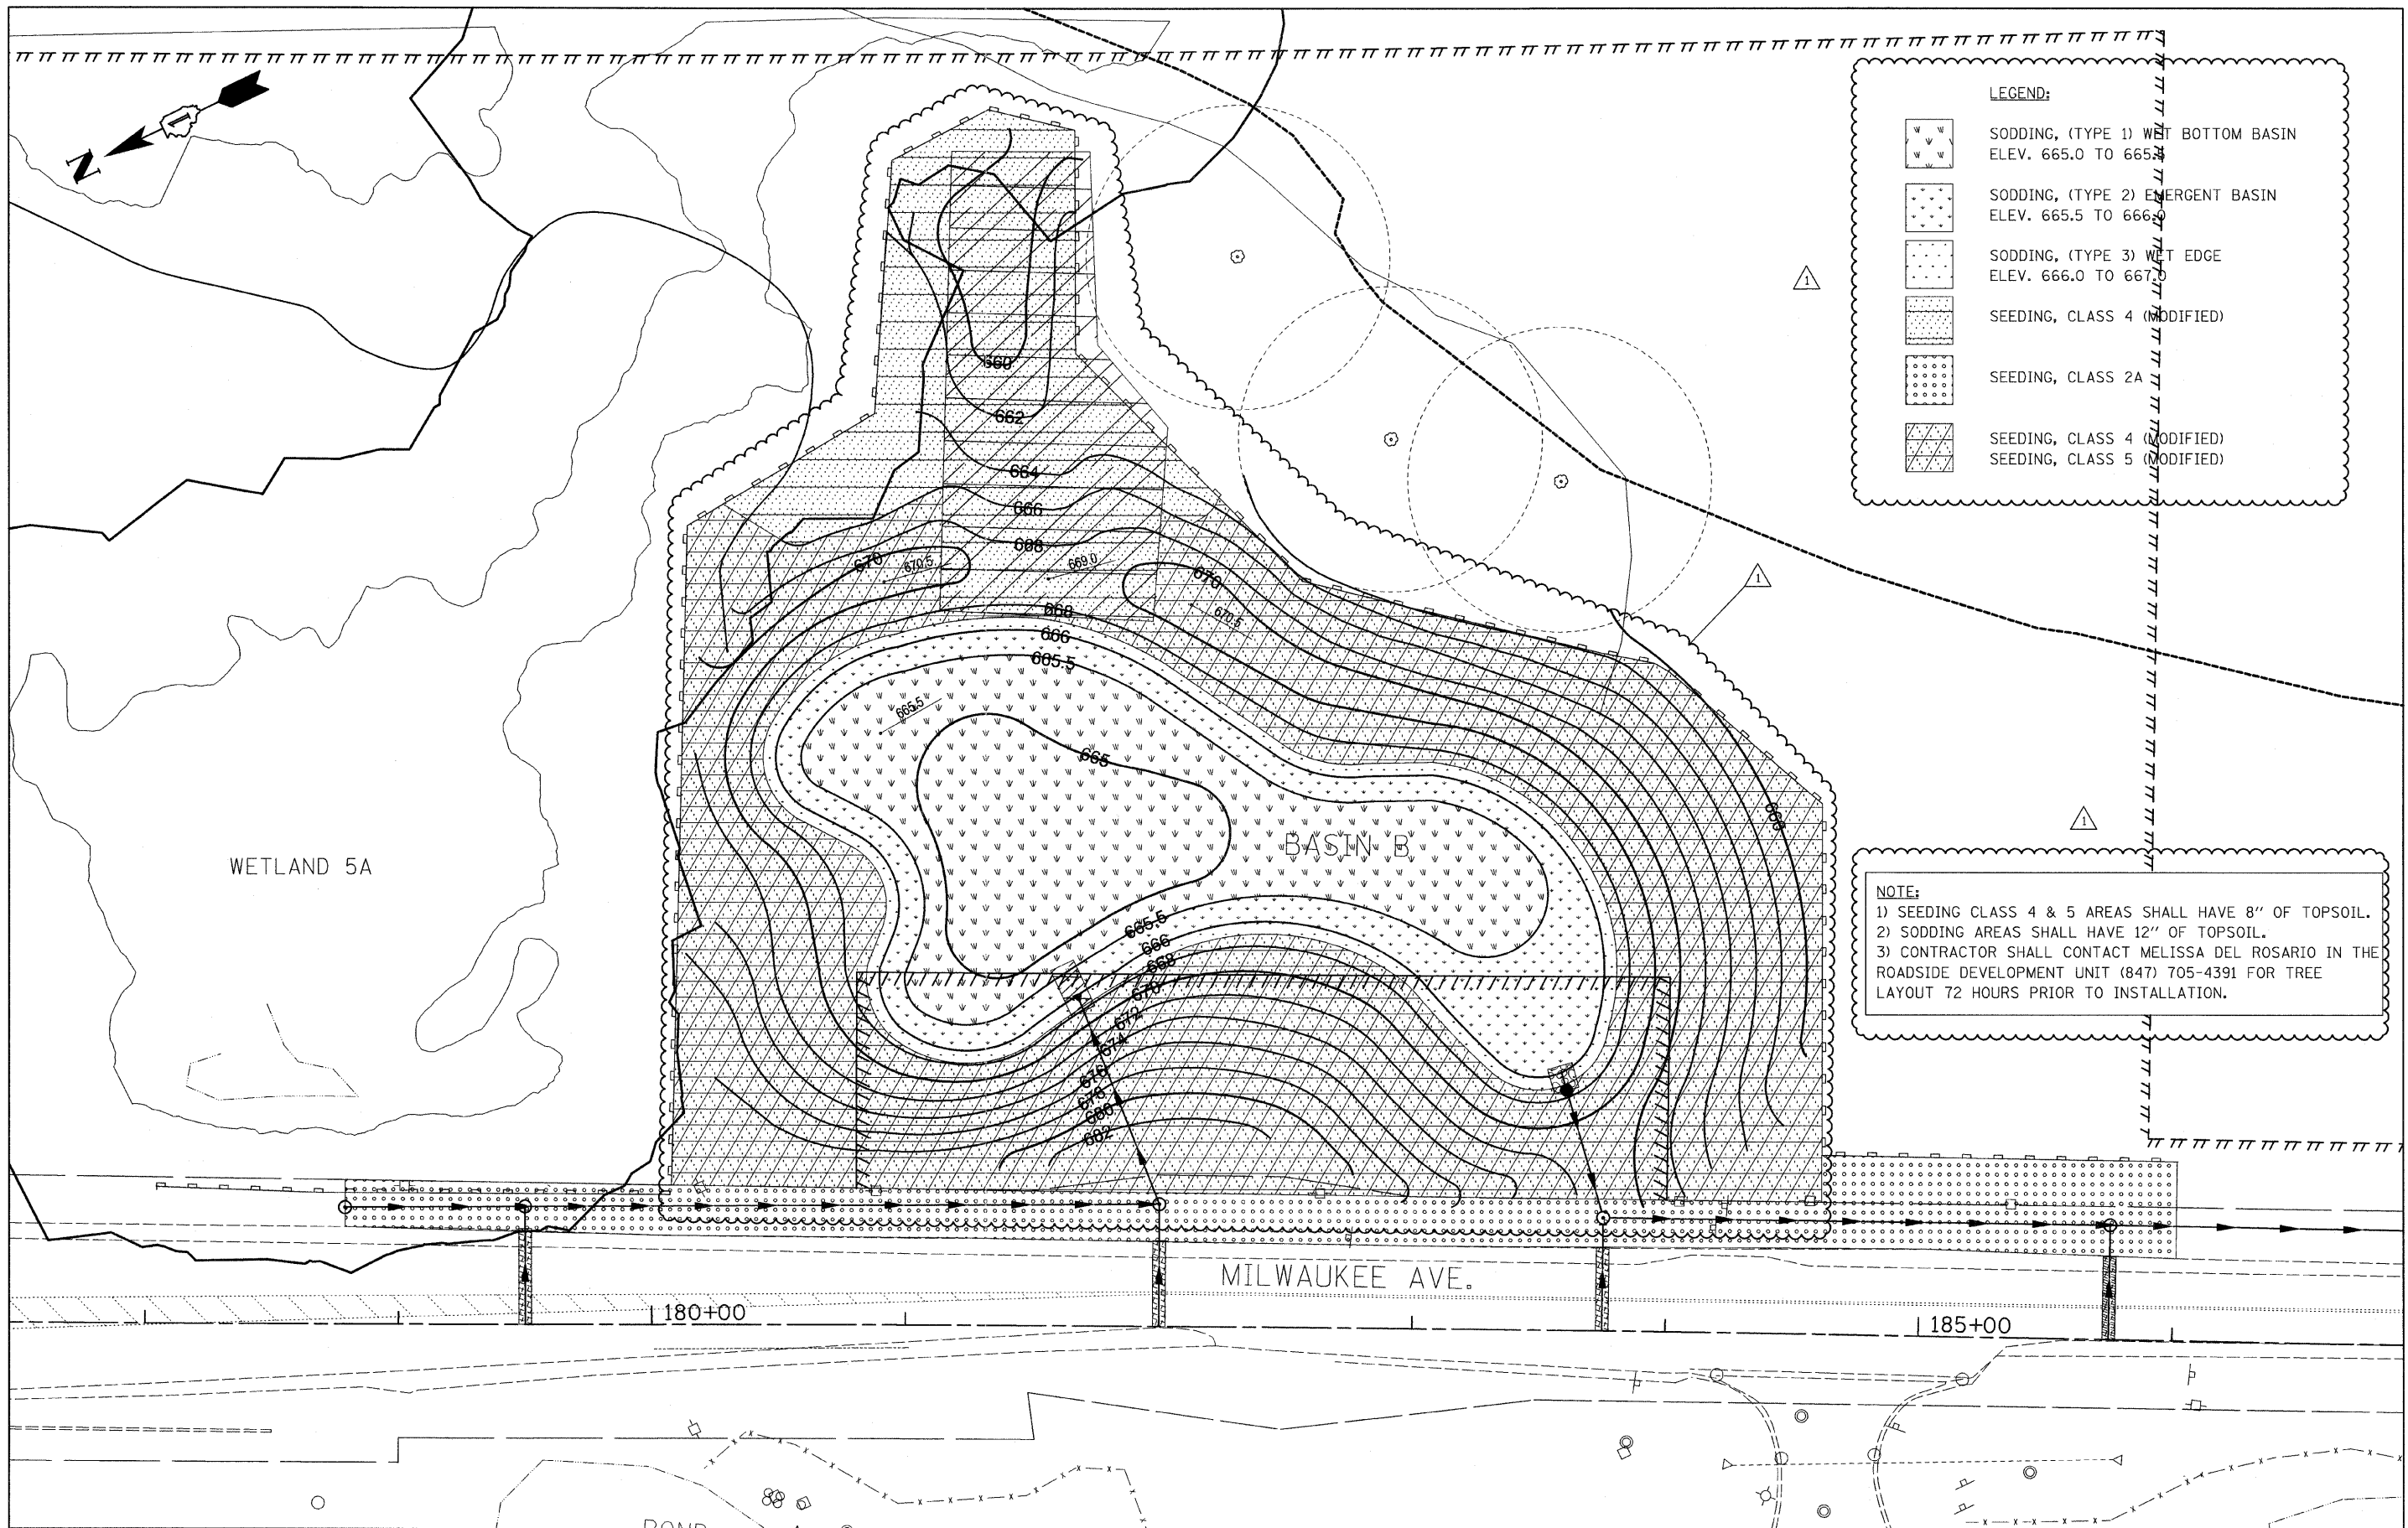 N
LEGEND:
SODDING, (TYPE 1) WET BOTTOM BASIN
ELEV. 665.0 TO 665.5
SODDING, (TYPE 2) EMERGENT BASIN
ELEV. 665.5 TO 666.0
SODDING, (TYPE 3) WET EDGE
ELEV. 666.0 TO 667.0
SEEDING, CLASS 4 (MODIFIED)
SEEDING, CLASS 2A
SEEDING, CLASS 4 (MODIFIED)
SEEDING, CLASS 5 (MODIFIED)
1
1
1
660
662
664
666
668
670
670.5
669.0
670
670.5
668
666
665.5
665.5
665
BASIN B
668
WETLAND 5A
665.5
666
668
670
672
674
676
678
680
682
NOTE:
1) SEEDING CLASS 4 & 5 AREAS SHALL HAVE 8" OF TOPSOIL.
2) SODDING AREAS SHALL HAVE 12" OF TOPSOIL.
3) CONTRACTOR SHALL CONTACT MELISSA DEL ROSARIO IN THE
ROADSIDE DEVELOPMENT UNIT (847) 705-4391 FOR TREE
LAYOUT 72 HOURS PRIOR TO INSTALLATION.
MILWAUKEE AVE.
180+00
185+00
POND